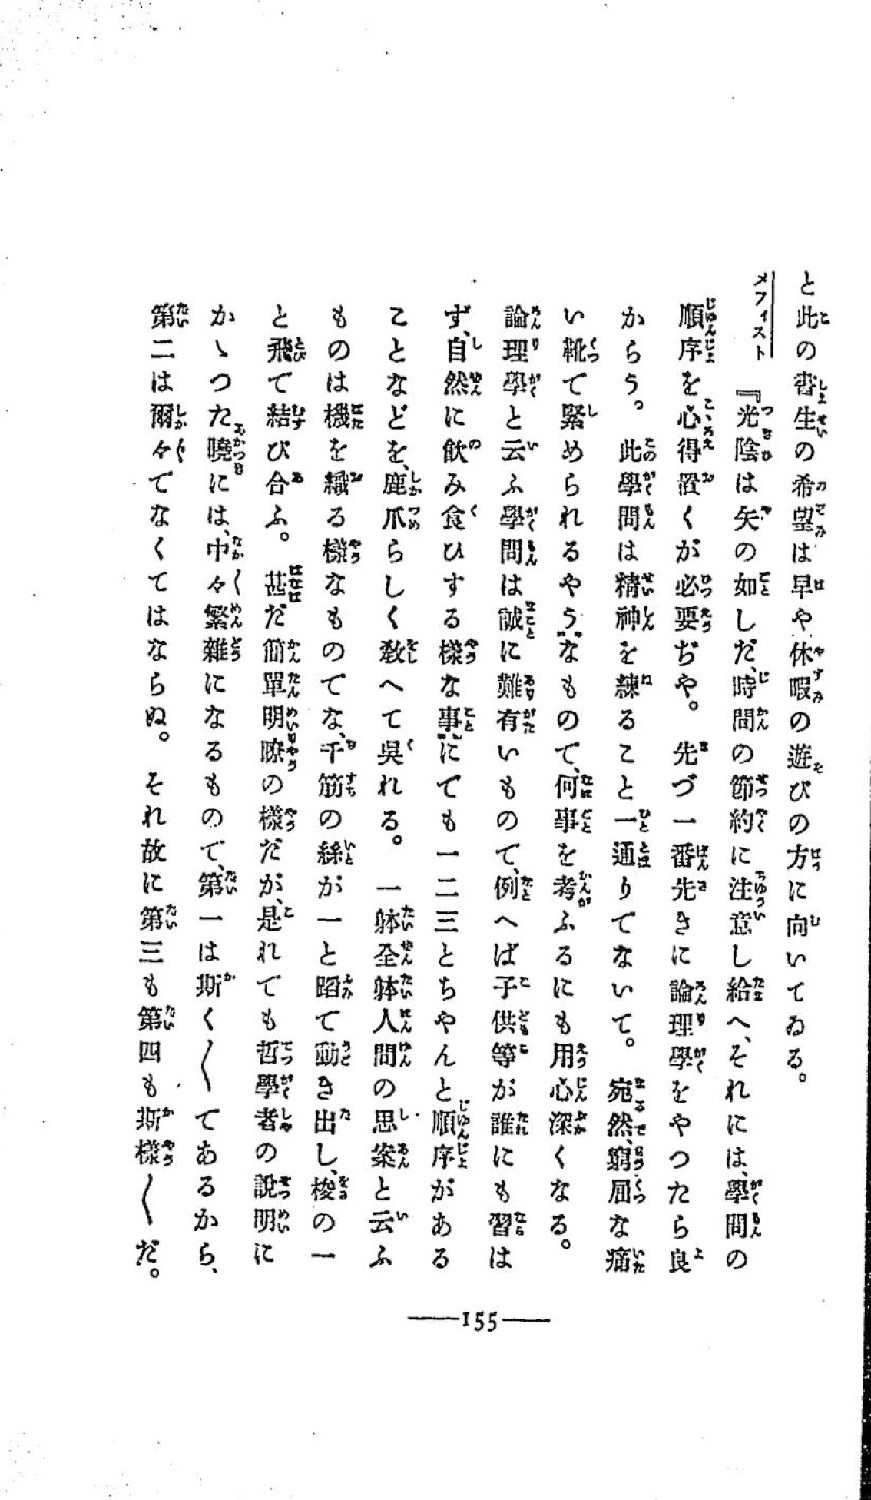 と此の書生の希望は早や休暇の遊びの方に向いてゐる。
メフィスト『光陰は矢の如しだ、時間の節約に注意し給へ、それには、學問の
順序を心得置くが必要ぢや。先づ一番先きに論理學をやつたら良
からう。此學問は精神を練ること一通りでないて。宛然、窮屈な痛
い靴で緊められるやうなもので、何事を考ふるにも用心深くなる。
論理學と云ふ學問は誠に難有いもので、例へば子供等が誰にも習は
ず、自然に飮み食ひする樣な事にても一二三とちやんと順序がある
ことなどを、鹿爪らしく敎へて呉れる。一躰全躰人間の思案と云ふ
ものは機を織る樣なものでな、千筋の絲が一と蹈で動き出し、梭の一
と飛で結び合ふ。甚だ簡單明瞭の樣だが、是れでも哲學者の説明に
かゝつた曉には、中々繁雜になるもので、第一は斯く〱であるから、
第二は爾々でなくてはならぬ。それ故に第三も第四も斯樣〱だ。
155